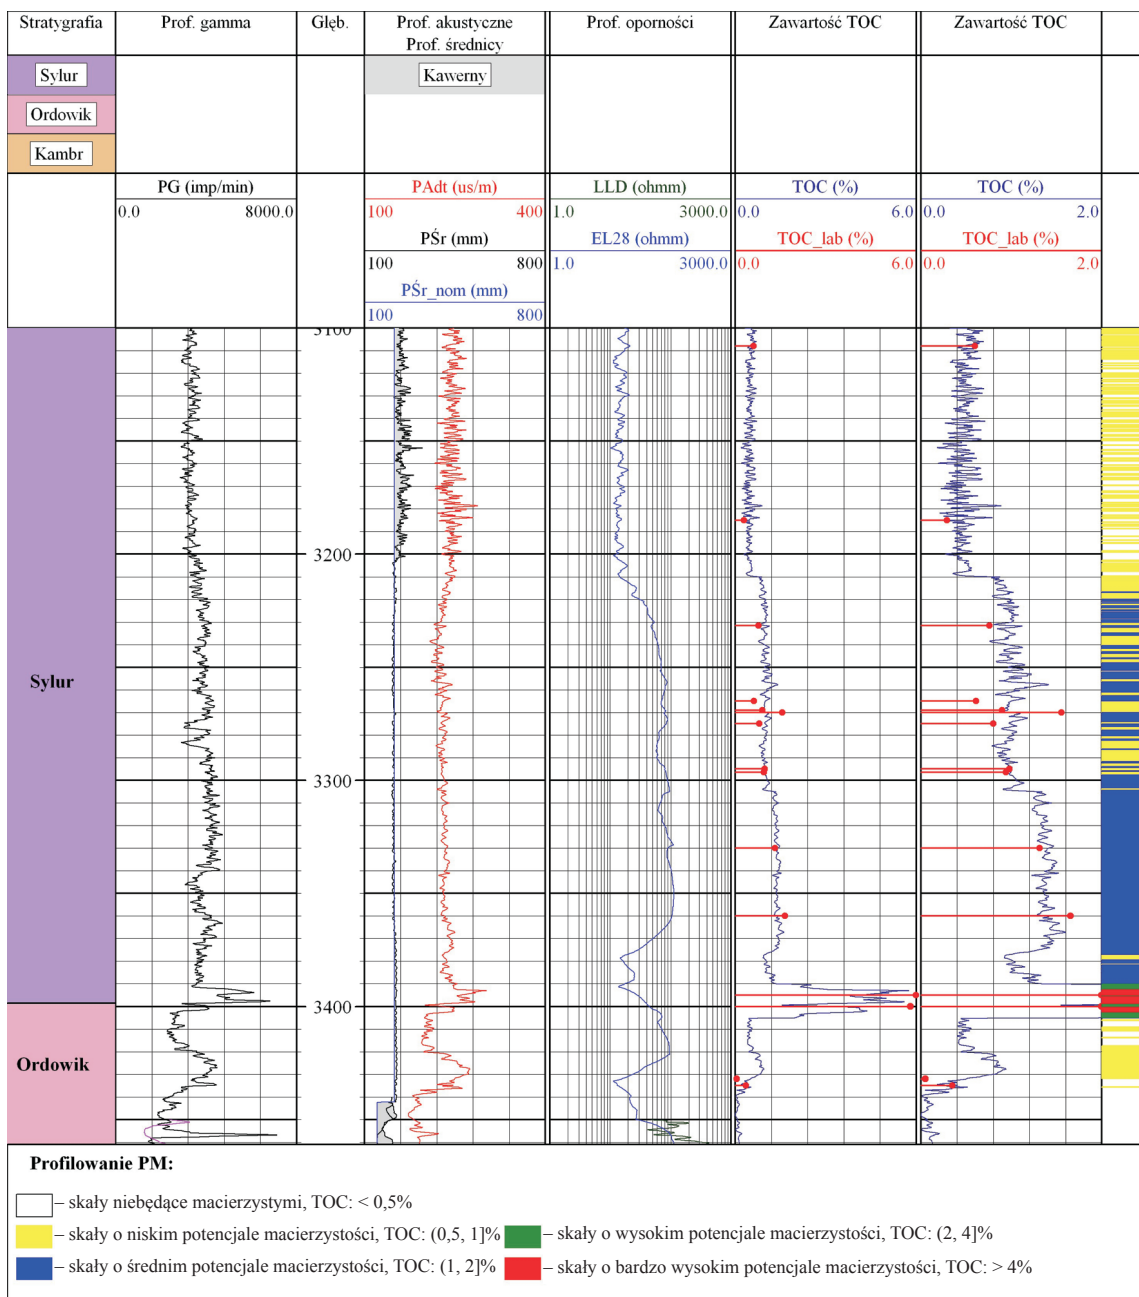 Stratygrafia Prof. gamma Głęb. Prof. akustyczne Prof. oporności Zawartość TOC Zawartość TOC
Prof. średnicy
Sylur Kawerny
Ordowik
Kambr
PG (imp/min) PAdt (us/m) LLD (ohmm) TOC (%) TOC (%)
0.0 8000.0 100 400 1.0 3000.0 0.0 6.0 0.0 2.0
PŚr (mm) EL28 (ohmm) TOC_lab (%) TOC_lab (%)
100 800 1.0 3000.0 0.0 6.0 0.0 2.0
PŚr_nom (mm)
100 800
3100
3200
Sylur
3300
3400
Ordowik
Profilowanie PM:
– skały niebędące macierzystymi, TOC: < 0,5%
– skały o niskim potencjale macierzystości, TOC: (0,5, 1]% – skały o wysokim potencjale macierzystości, TOC: (2, 4]%
– skały o średnim potencjale macierzystości, TOC: (1, 2]% – skały o bardzo wysokim potencjale macierzystości, TOC: > 4%